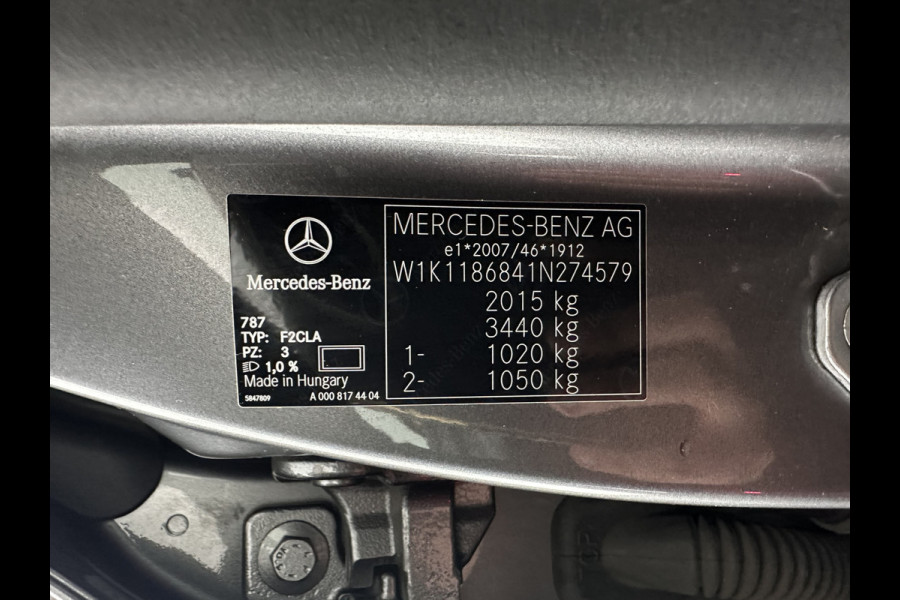 Mercedes-Benz
787
TYP: F2CLA
PZ: 3
1,0 %
Made in Hungary
5847809
A 000 817 44 04
MERCEDES-BENZ AG
e1*2007/46*1912
W1K1186841N274579
2015 kg
3440 kg
1- 1020 kg
2- 1050 kg